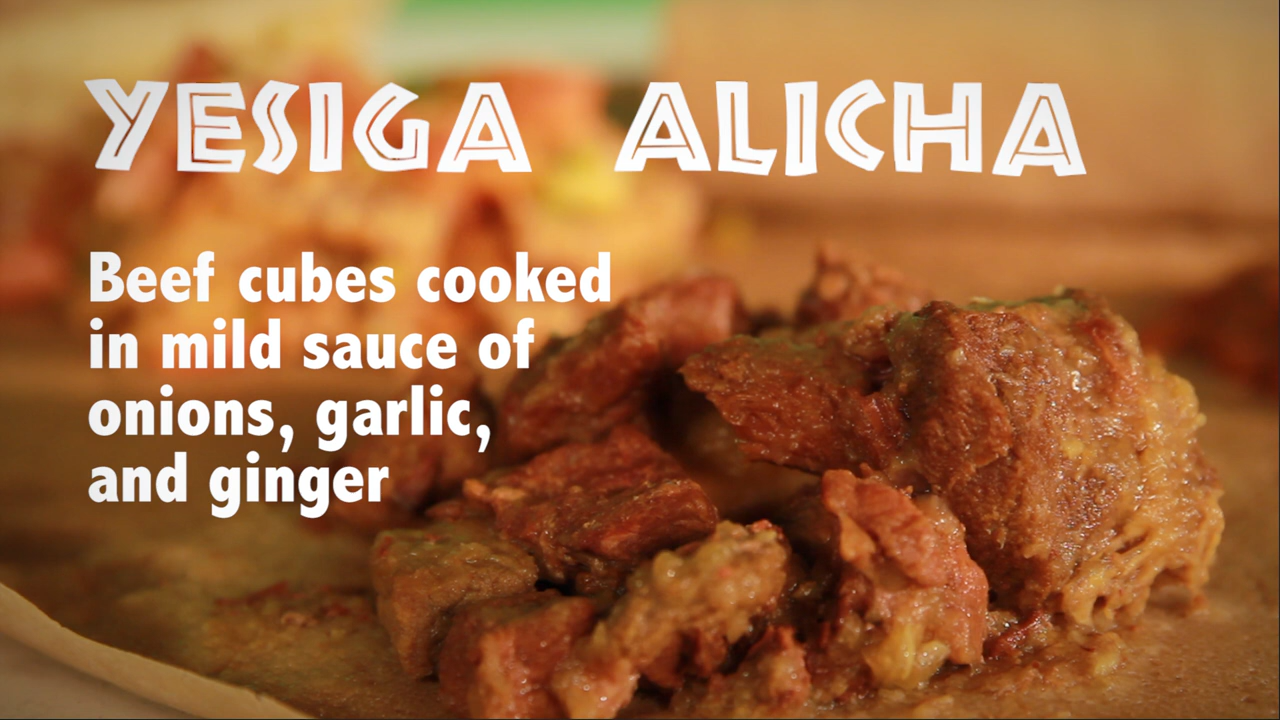 YESIGA ALICHA
Beef cubes cooked
in mild sauce of
onions, garlic,
and ginger